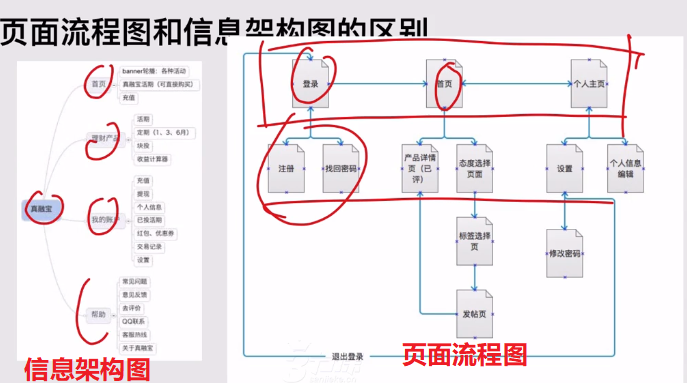 页面流程图和信息架构图的区别
真融宝
首页
banner轮播：各种活动
真融宝活期（可直接购买）
充值
理财产品
活期
定期（1、3、6月）
块投
收益计算器
我的账户
充值
提现
个人信息
已投活期
红包、优惠券
交易记录
设置
帮助
常见问题
意见反馈
去评价
QQ联系
客服热线
关于真融宝
信息架构图
登录
首页
个人主页
注册
找回密码
产品详情
页（已
评）
态度选择
页面
设置
个人信息
编辑
标签选择
页
修改密码
发帖页
退出登录
页面流程图